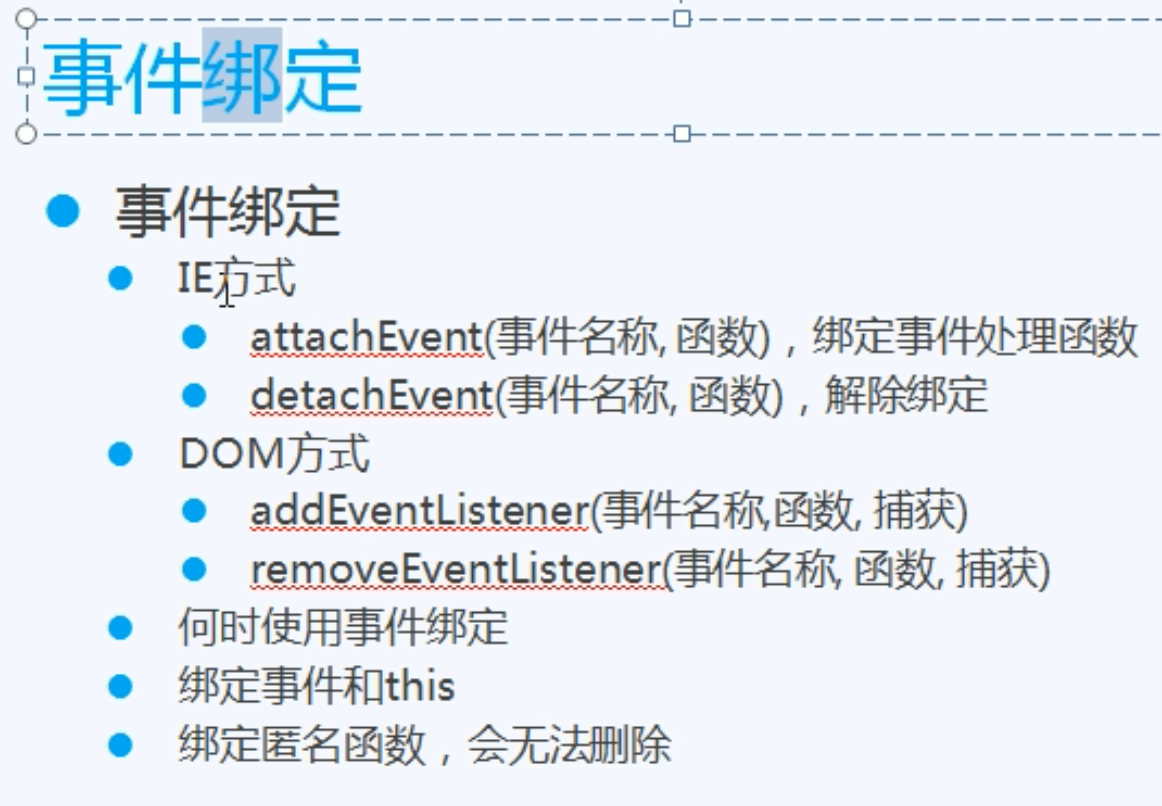 事件绑定
事件绑定
IE方式
attachEvent(事件名称, 函数)，绑定事件处理函数
detachEvent(事件名称, 函数)，解除绑定
DOM方式
addEventListener(事件名称,函数, 捕获)
removeEventListener(事件名称, 函数, 捕获)
何时使用事件绑定
绑定事件和this
绑定匿名函数，会无法删除